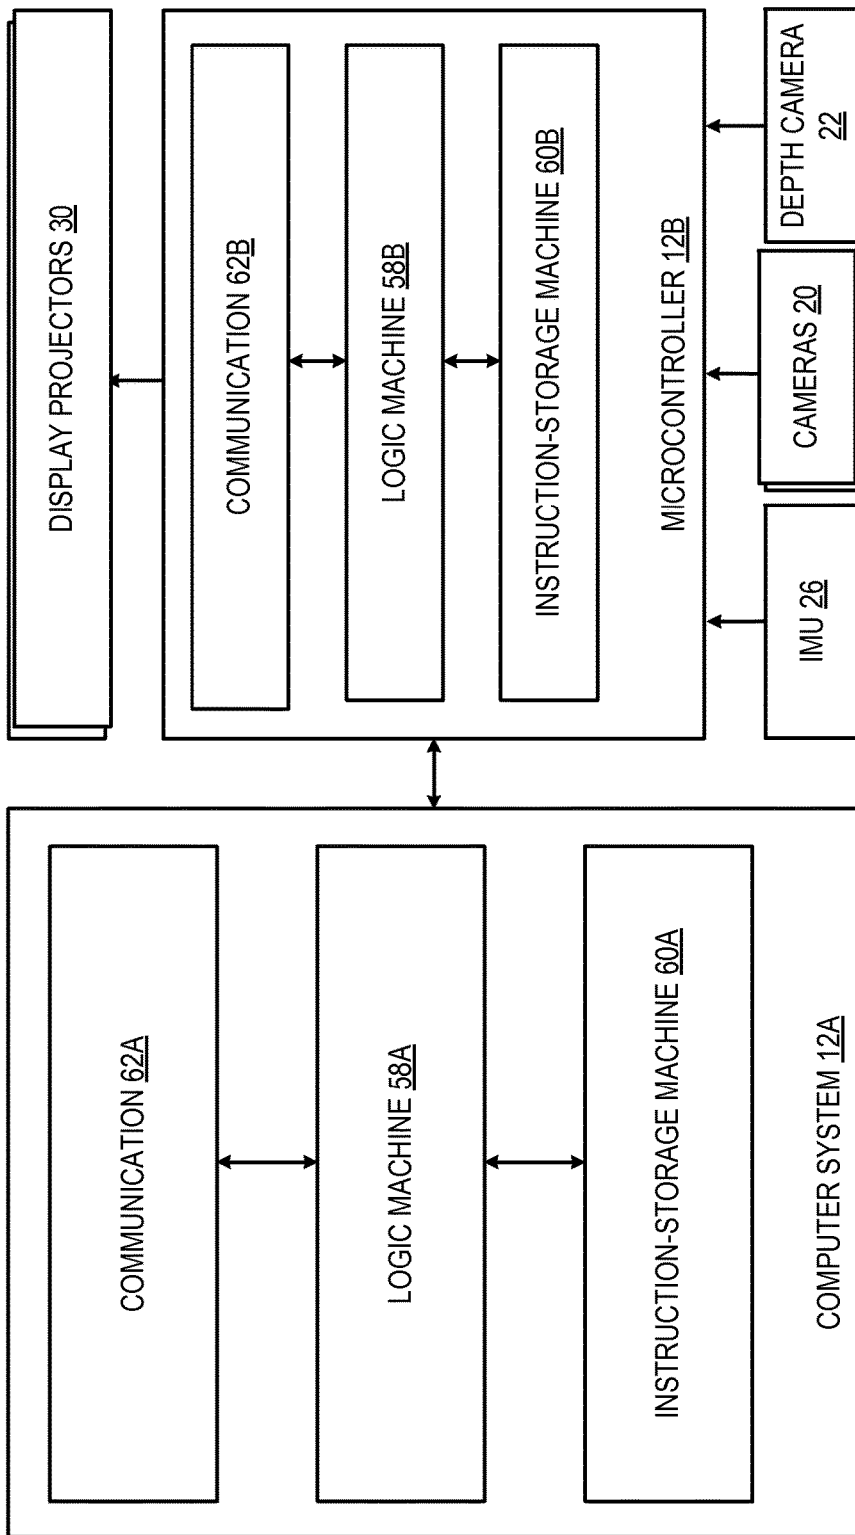 COMMUNICATION 62A
LOGIC MACHINE 58A
INSTRUCTION-STORAGE MACHINE 60A
COMPUTER SYSTEM 12A
DISPLAY PROJECTORS 30
COMMUNICATION 62B
LOGIC MACHINE 58B
INSTRUCTION-STORAGE MACHINE 60B
MICROCONTROLLER 12B
IMU 26
CAMERAS 20
DEPTH CAMERA
22